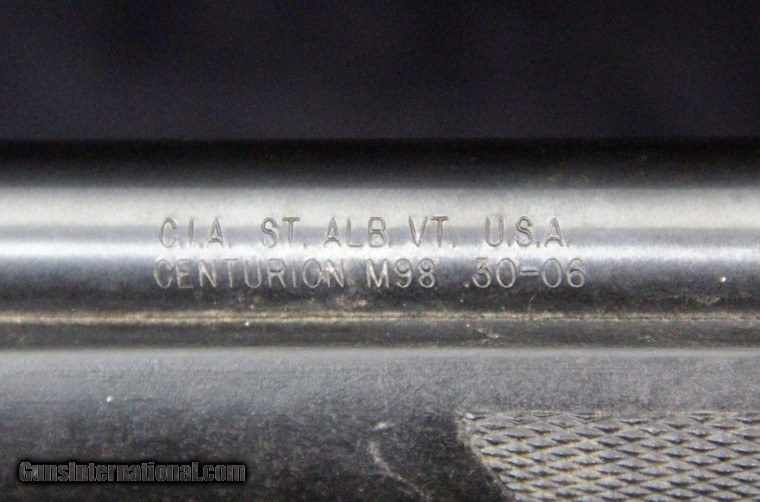 C.I.A. ST. ALB. VT. U.S.A.
CENTURION M98 30-06
GunsInternational.com